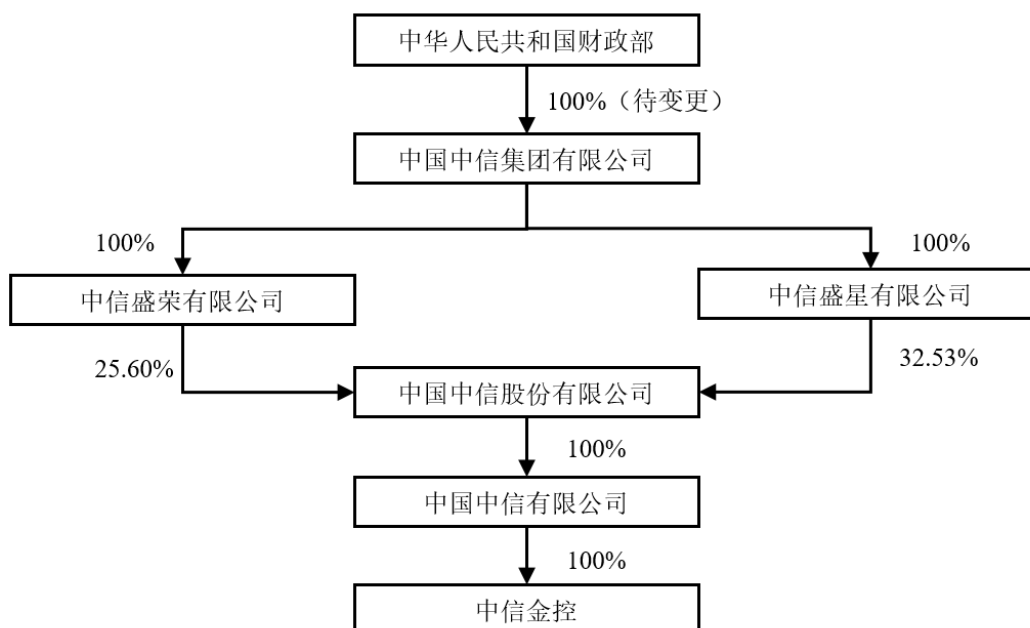 中华人民共和国财政部
100%（待变更）
中国中信集团有限公司
100%
100%
中信盛荣有限公司
中信盛星有限公司
25.60%
32.53%
中国中信股份有限公司
100%
中国中信有限公司
100%
中信金控